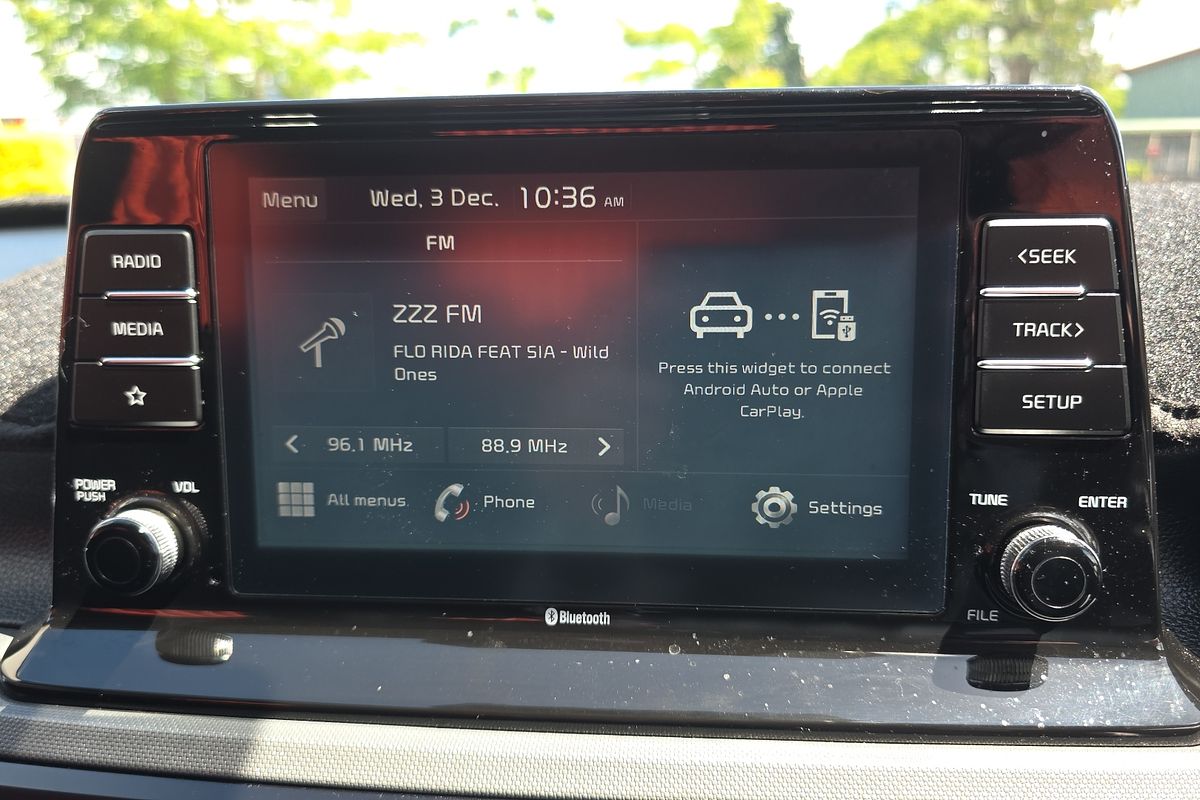 Menu Wed, 3 Dec. 10:36 AM
FM
ZZZ FM
FLO RIDA FEAT SIA - Wild
Ones
96.1 MHz 88.9 MHz
Press this widget to connect
Android Auto or Apple
CarPlay.
All menus Phone Media Settings
RADIO
MEDIA
POWER
PUSH
VOL
<SEEK
TRACK>
SETUP
TUNE
ENTER
FILE
Bluetooth